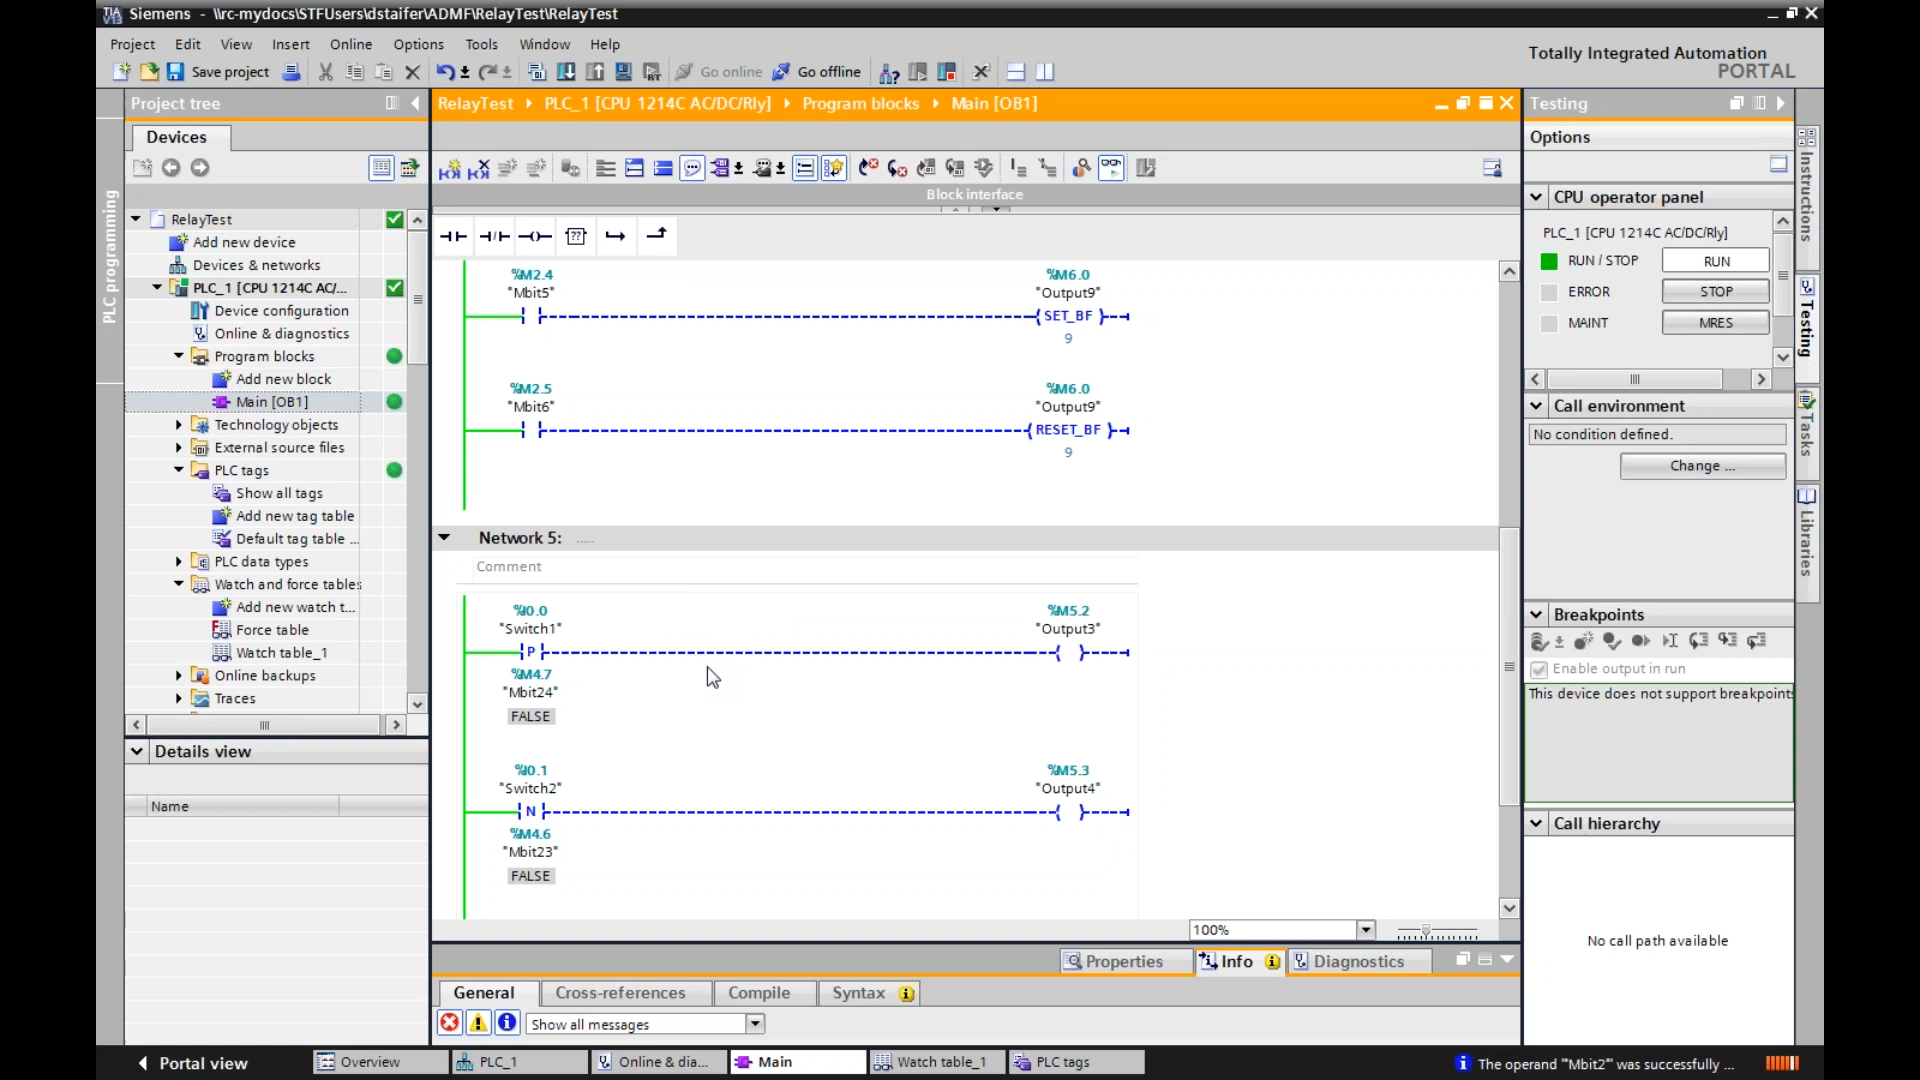 TIA V13 Siemens - \\rc-mydocs\STFUsers\dstaifer\ADMF\RelayTest\RelayTest
Project Edit View Insert Online Options Tools Window Help
Totally Integrated Automation
PORTAL
Save project
Go online
Go offline
Project tree
RelayTest
PLC_1 [CPU 1214C AC/DC/Rly]
Program blocks
Main [OB1]
Testing
Devices
Options
PLC programming
Block interface
RelayTest
Add new device
Devices & networks
PLC_1 [CPU 1214C AC/...
Device configuration
Online & diagnostics
Program blocks
Add new block
Main [OB1]
Technology objects
External source files
PLC tags
Show all tags
Add new tag table
Default tag table ...
PLC data types
Watch and force tables
Add new watch t...
Force table
Watch table_1
Online backups
Traces
Details view
Name
%M2.4
"Mbit5"
%M6.0
"Output9"
SET_BF
9
%M2.5
"Mbit6"
%M6.0
"Output9"
RESET_BF
9
Network 5: .....
Comment
%I0.0
"Switch1"
P
%M4.7
"Mbit24"
FALSE
%M5.2
"Output3"
%I0.1
"Switch2"
N
%M4.6
"Mbit23"
FALSE
%M5.3
"Output4"
100%
CPU operator panel
PLC_1 [CPU 1214C AC/DC/Rly]
RUN / STOP RUN
ERROR STOP
MAINT MRES
Call environment
No condition defined.
Change ...
Breakpoints
Enable output in run
This device does not support breakpoints
Call hierarchy
No call path available
Instructions
Testing
Tasks
Libraries
Properties Info Diagnostics
General Cross-references Compile Syntax
Show all messages
Portal view Overview PLC_1 Online & dia... Main Watch table_1 PLC tags
The operand '"Mbit2"' was successfully ...